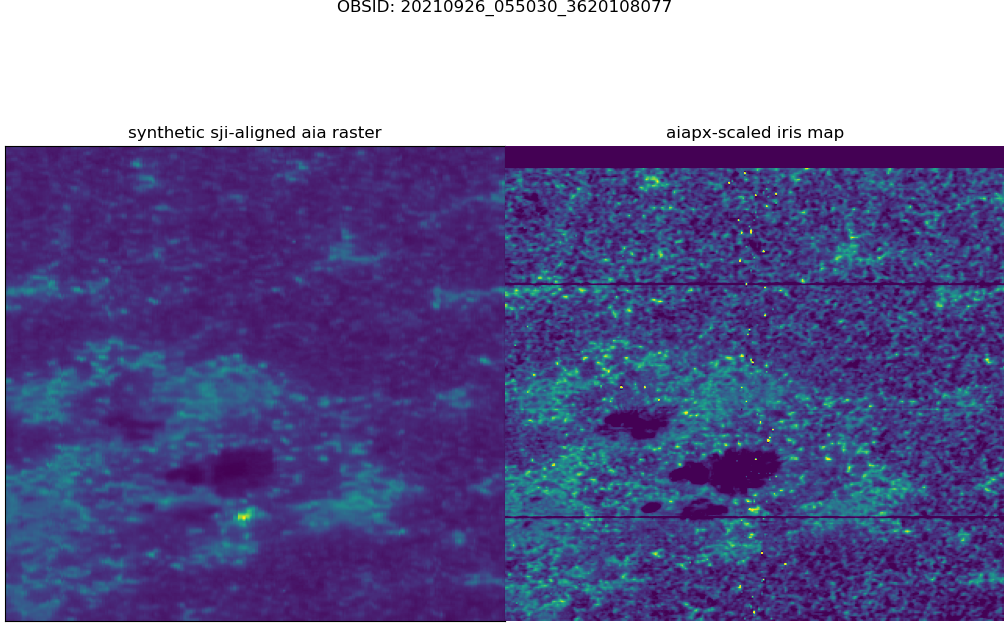 OBSID: 20210926_055030_3620108077
synthetic sji-aligned aia raster
aiapx-scaled iris map